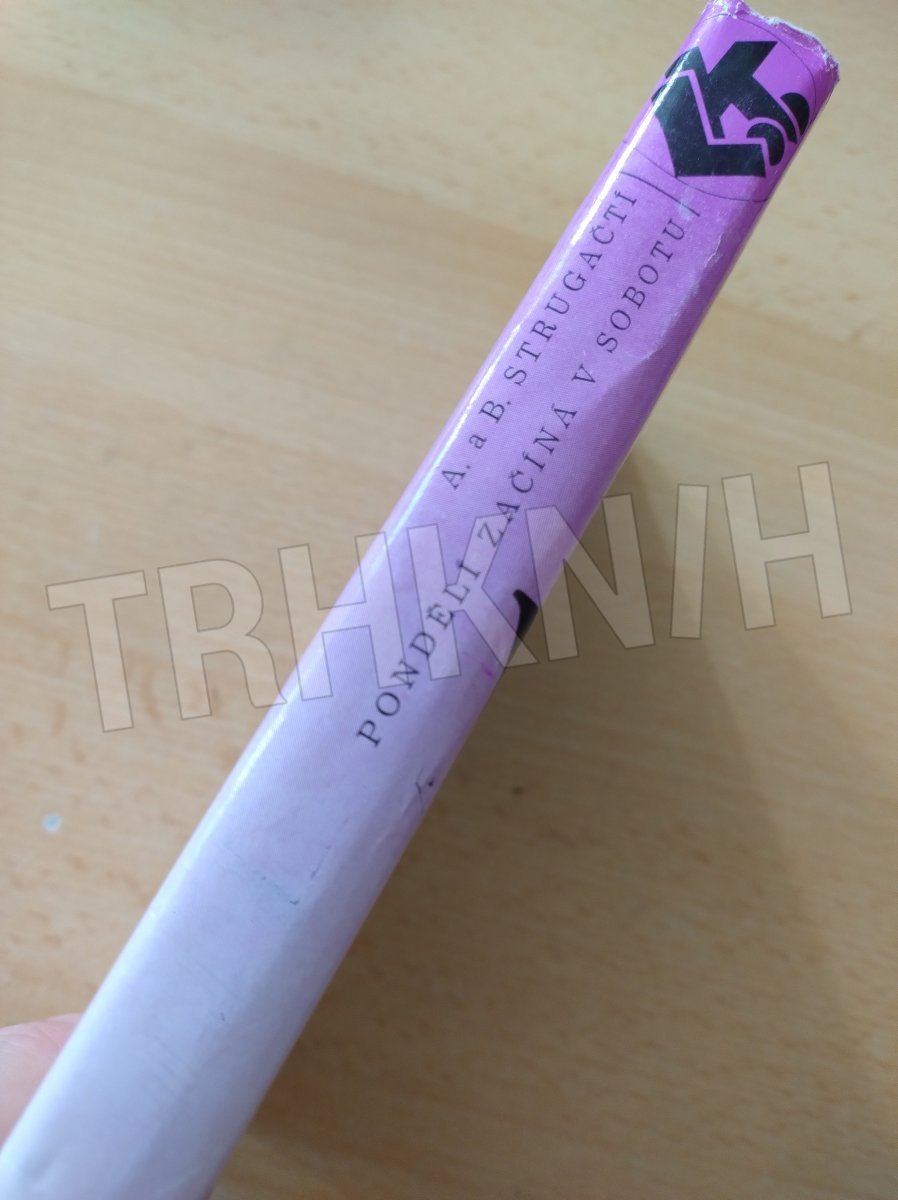 A. a B. STRUGAČTÍ
PONDĚLÍ ZAČÍNÁ V SOBOTU
TRHKNIH